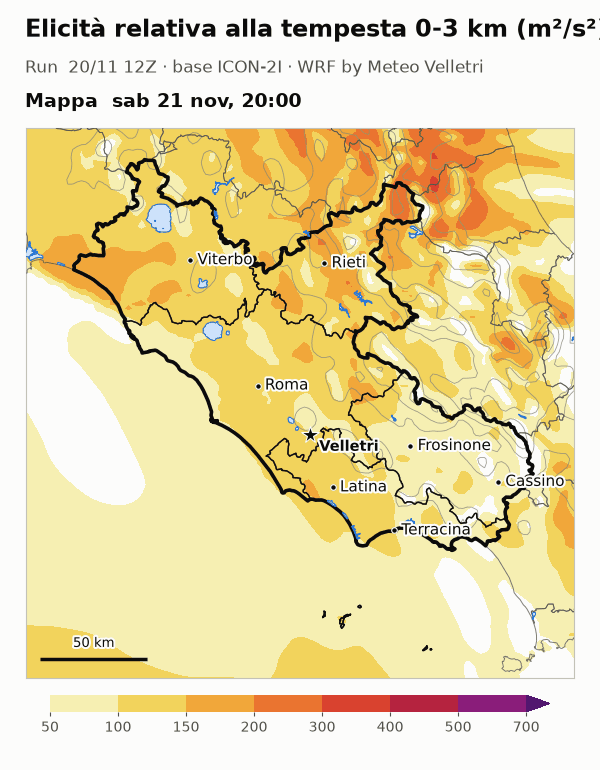 Elicità relativa alla tempesta 0-3 km (m²/s²)
Run 20/11 12Z · base ICON-2I · WRF by Meteo Velletri
Mappa sab 21 nov, 20:00
Viterbo
Rieti
Roma
Velletri
Frosinone
Cassino
Latina
Terracina
50 km
50 100 150 200 300 400 500 700